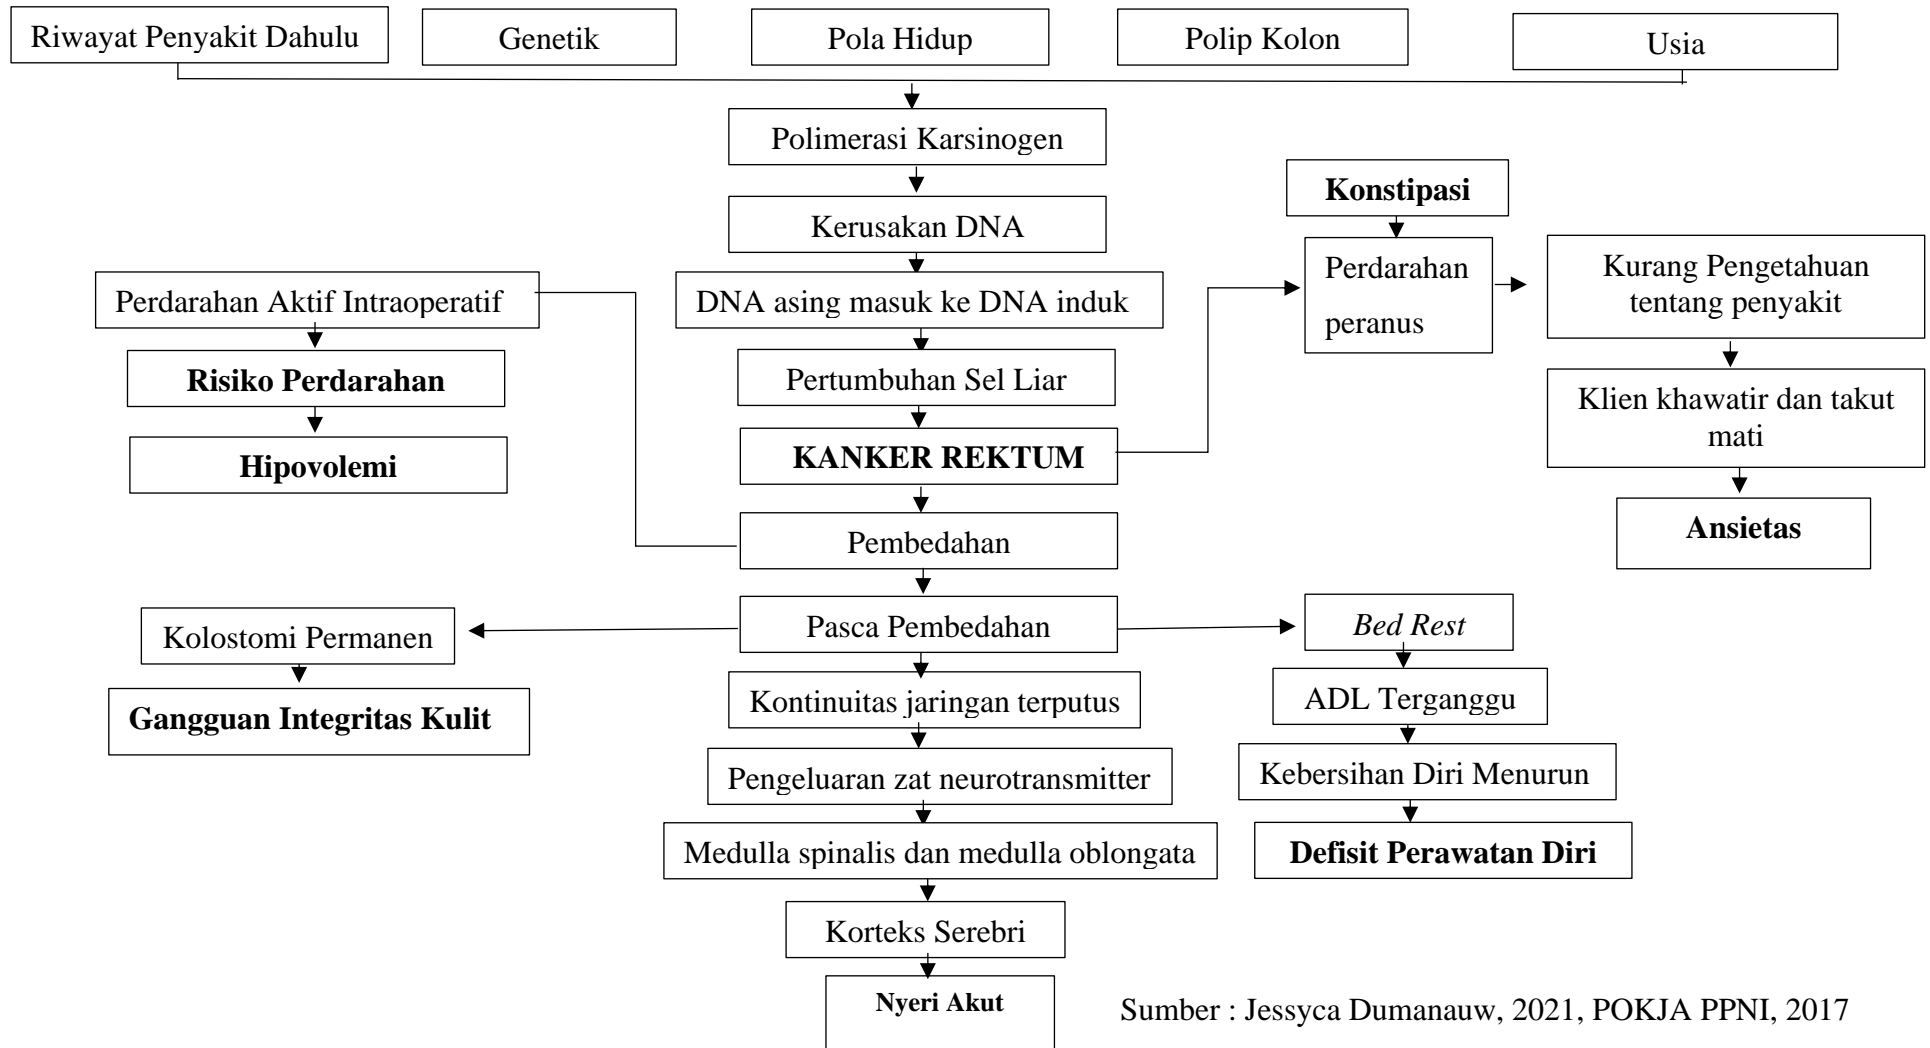 Riwayat Penyakit Dahulu
Genetik
Pola Hidup
Polip Kolon
Usia
Polimerasi Karsinogen
Kerusakan DNA
DNA asing masuk ke DNA induk
Pertumbuhan Sel Liar
KANKER REKTUM
Konstipasi
Perdarahan
peranus
Kurang Pengetahuan
tentang penyakit
Klien khawatir dan takut
mati
Ansietas
Pembedahan
Perdarahan Aktif Intraoperatif
Risiko Perdarahan
Hipovolemi
Pasca Pembedahan
Kolostomi Permanen
Gangguan Integritas Kulit
Bed Rest
ADL Terganggu
Kebersihan Diri Menurun
Defisit Perawatan Diri
Kontinuitas jaringan terputus
Pengeluaran zat neurotransmitter
Medulla spinalis dan medulla oblongata
Korteks Serebri
Nyeri Akut
Sumber : Jessyca Dumanauw, 2021, POKJA PPNI, 2017